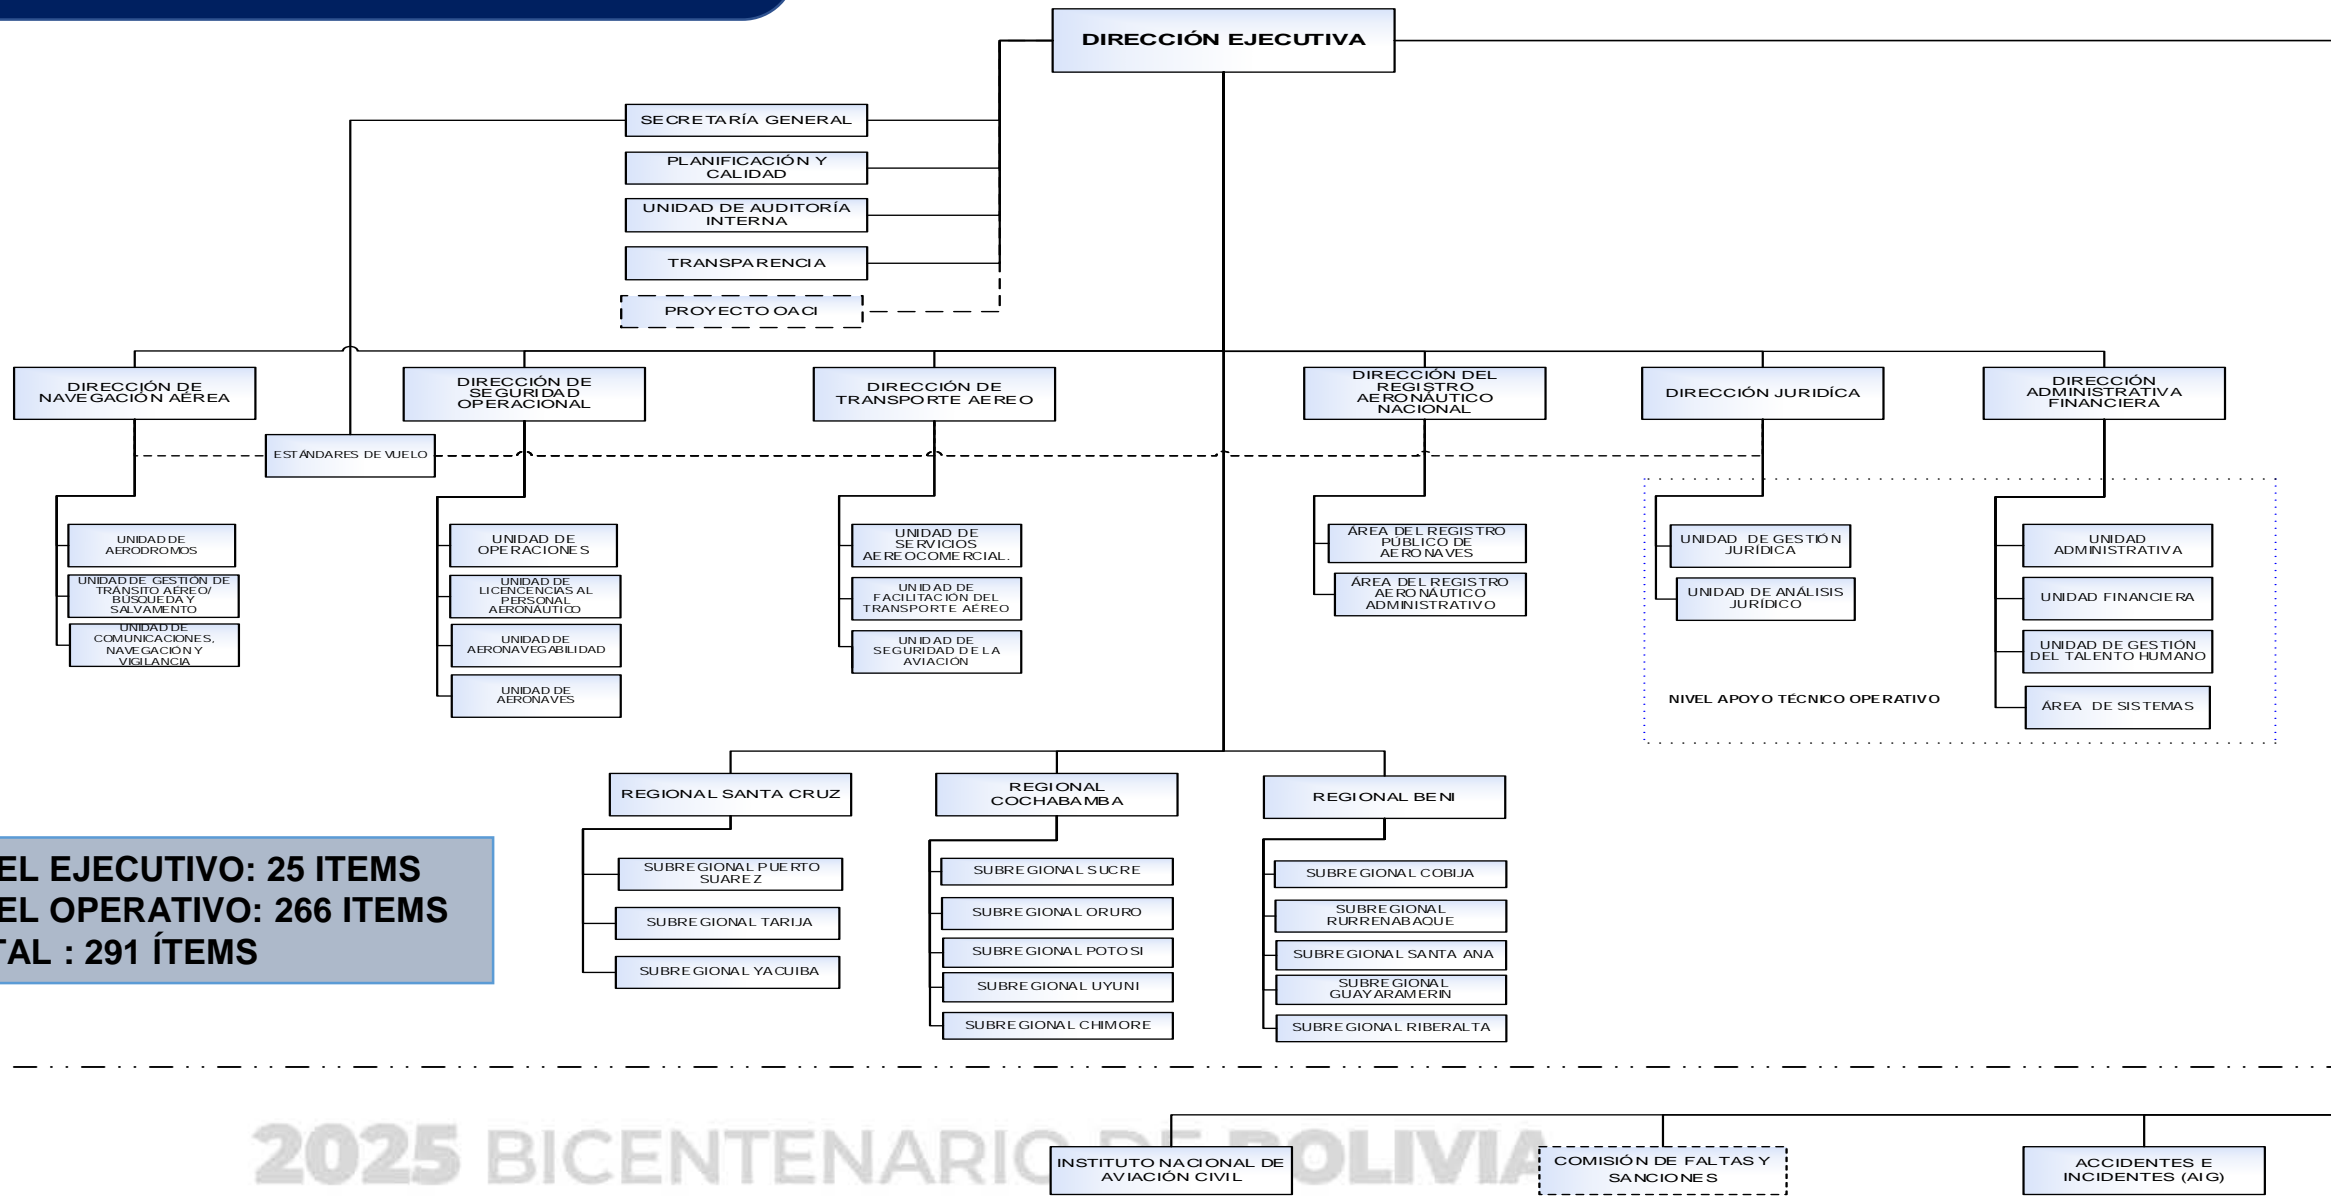 DIRECCIÓN EJECUTIVA
SECRETARÍA GENERAL
PLANIFICACIÓN Y
CALIDAD
UNIDAD DE AUDITORÍA
INTERNA
TRANSPARENCIA
PROYECTO OACI
DIRECCIÓN DE
NAVEGACIÓN AÉREA
DIRECCIÓN DE
SEGURIDAD
OPERACIONAL
DIRECCIÓN DE
TRANSPORTE AEREO
DIRECCIÓN DEL
REGISTRO
AERONÁUTICO
NACIONAL
DIRECCIÓN JURIDÍCA
DIRECCIÓN
ADMINISTRATIVA
FINANCIERA
ESTÁNDARES DE VUELO
UNIDAD DE
AERODROMOS
UNIDAD DE GESTIÓN DE
TRÁNSITO AÉREO/
BÚSQUEDA Y
SALVAMENTO
UNIDAD DE
COMUNICACIONES,
NAVEGACIÓN Y
VIGILANCIA
UNIDAD DE
OPERACIONES
UNIDAD DE
LICENCENCIAS AL
PERSONAL
AERONÁUTICO
UNIDAD DE
AERONAVEGABILIDAD
UNIDAD DE
AERONAVES
UNIDAD DE
SERVICIOS
AEREOCOMERCIAL.
UNIDAD DE
FACILITACIÓN DEL
TRANSPORTE AÉREO
UNIDAD DE
SEGURIDAD DE LA
AVIACIÓN
ÁREA DEL REGISTRO
PÚBLICO DE
AERONAVES
ÁREA DEL REGISTRO
AERONÁUTICO
ADMINISTRATIVO
UNIDAD DE GESTIÓN
JURÍDICA
UNIDAD DE ANÁLISIS
JURÍDICO
UNIDAD
ADMINISTRATIVA
UNIDAD FINANCIERA
UNIDAD DE GESTIÓN
DEL TALENTO HUMANO
ÁREA DE SISTEMAS
NIVEL APOYO TÉCNICO OPERATIVO
REGIONAL SANTA CRUZ
REGIONAL
COCHABAMBA
REGIONAL BENI
SUBREGIONAL PUERTO
SUAREZ
SUBREGIONAL TARIJA
SUBREGIONAL YACUIBA
SUBREGIONAL SUCRE
SUBREGIONAL ORURO
SUBREGIONAL POTOSI
SUBREGIONAL UYUNI
SUBREGIONAL CHIMORE
SUBREGIONAL COBIJA
SUBREGIONAL
RURRENABAQUE
SUBREGIONAL SANTA ANA
SUBREGIONAL
GUAYARAMERIN
SUBREGIONAL RIBERALTA
EL EJECUTIVO: 25 ITEMS
EL OPERATIVO: 266 ITEMS
TAL : 291 ÍTEMS
2025 BICENTENARIO DE BOLIVIA
INSTITUTO NACIONAL DE
AVIACIÓN CIVIL
COMISIÓN DE FALTAS Y
SANCIONES
ACCIDENTES E
INCIDENTES (AIG)